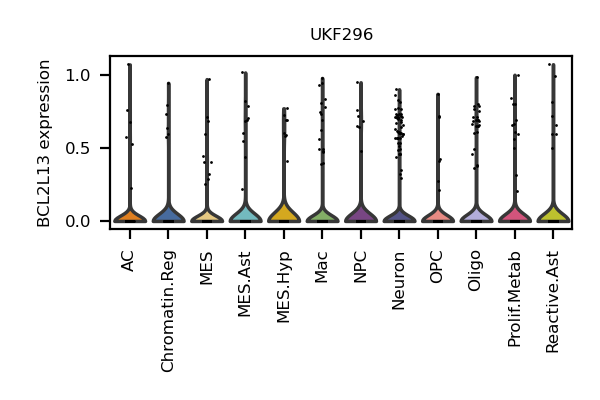 UKF296
BCL2L13 expression
1.0
0.5
0.0
AC
Chromatin.Reg
MES
MES.Ast
MES.Hyp
Mac
NPC
Neuron
OPC
Oligo
Prolif.Metab
Reactive.Ast